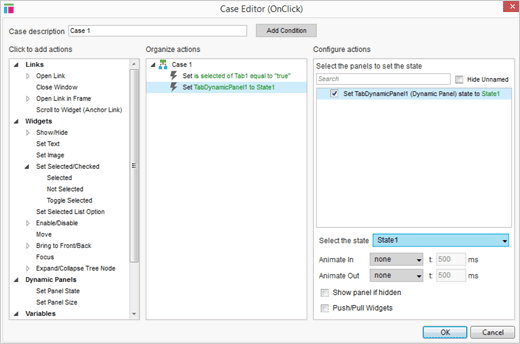 Case Editor (OnClick)
Case description Case 1 Add Condition
Click to add actions
Links
Open Link
Close Window
Open Link in Frame
Scroll to Widget (Anchor Link)
Widgets
Show/Hide
Set Text
Set Image
Set Selected/Checked
Selected
Not Selected
Toggle Selected
Set Selected List Option
Enable/Disable
Move
Bring to Front/Back
Focus
Expand/Collapse Tree Node
Dynamic Panels
Set Panel State
Set Panel Size
Variables
Organize actions
Case 1
Set is selected of Tab1 equal to "true"
Set TabDynamicPanel1 to State1
Configure actions
Select the panels to set the state
Search Hide Unnamed
Set TabDynamicPanel1 (Dynamic Panel) state to State1
Select the state State1
Animate In none t: 500 ms
Animate Out none t: 500 ms
Show panel if hidden
Push/Pull Widgets
OK Cancel